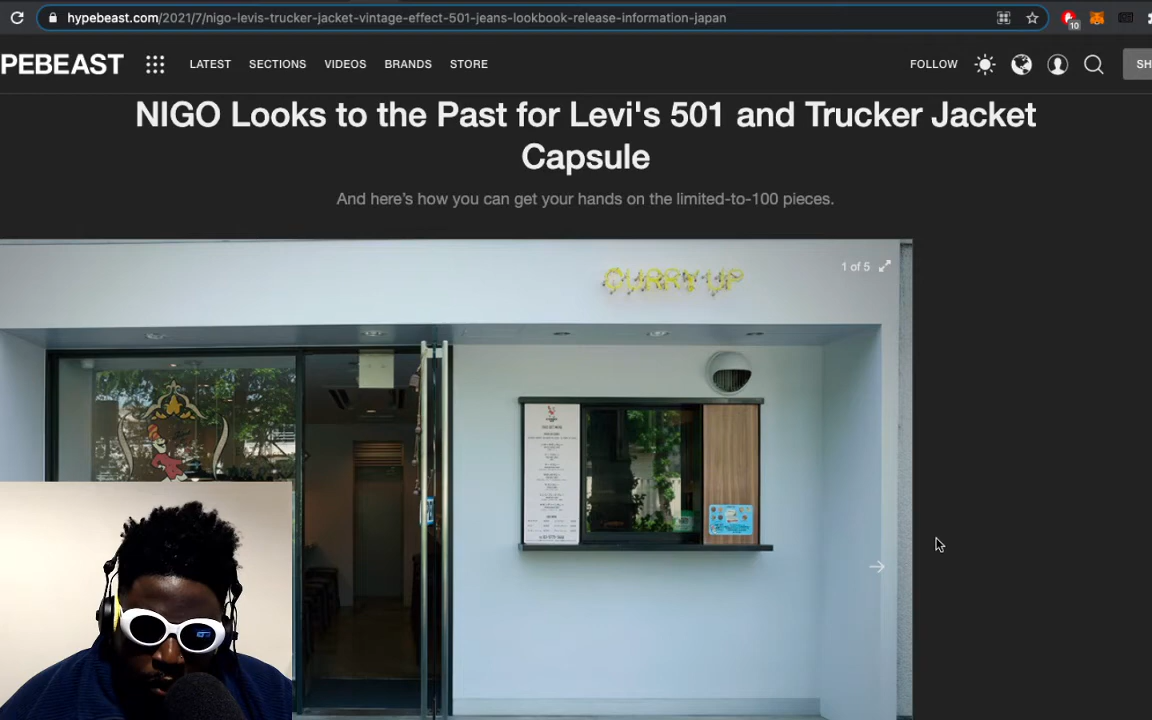 hypebeast.com/2021/7/nigo-levis-trucker-jacket-vintage-effect-501-jeans-lookbook-release-information-japan
10
PEBEAST
LATEST
SECTIONS
VIDEOS
BRANDS
STORE
FOLLOW
SH
NIGO Looks to the Past for Levi's 501 and Trucker Jacket
Capsule
And here's how you can get your hands on the limited-to-100 pieces.
1 of 5
CURRY UP